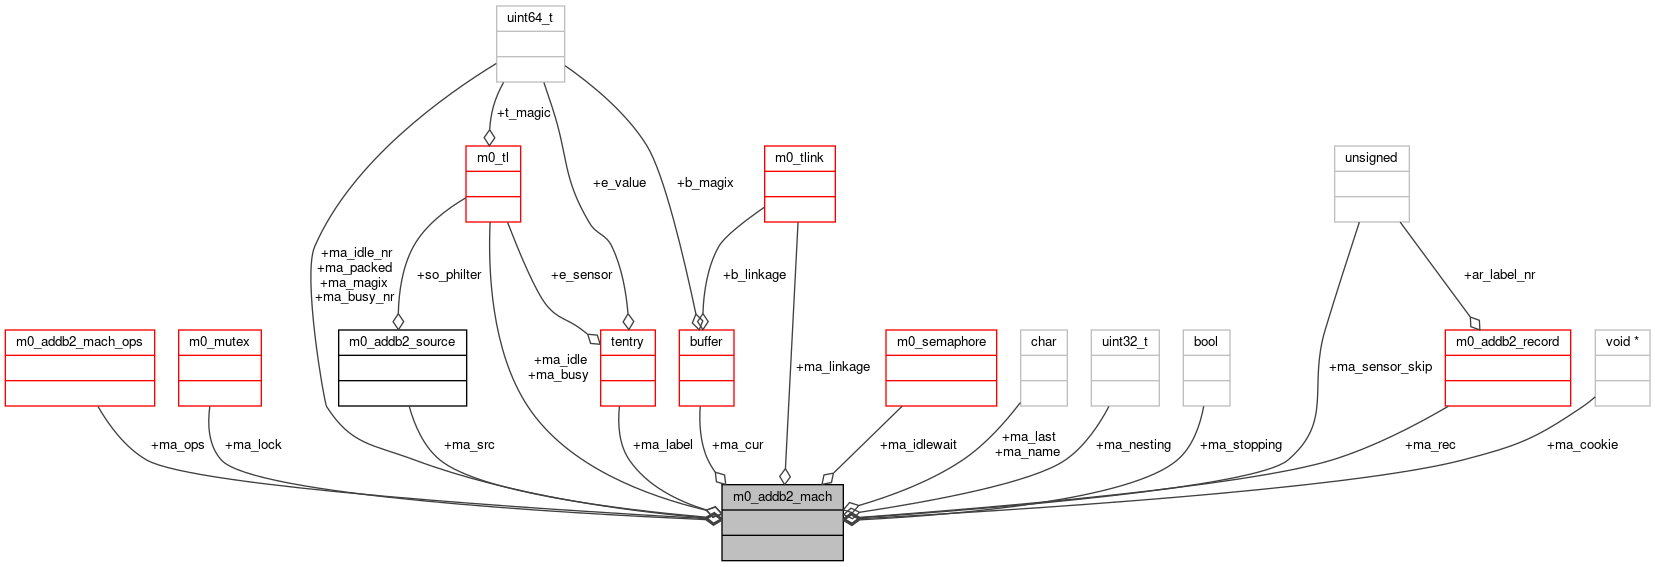 uint64_t
+t_magic
m0_tl
m0_tlink
unsigned
+e_value
+b_magix
+ma_idle_nr
+ma_packed
+ma_magix
+ma_busy_nr
+so_philter
+e_sensor
+b_linkage
+ar_label_nr
m0_addb2_mach_ops
m0_mutex
m0_addb2_source
tentry
buffer
m0_semaphore
char
uint32_t
bool
m0_addb2_record
void *
+ma_idle
+ma_busy
+ma_linkage
+ma_sensor_skip
+ma_ops
+ma_lock
+ma_src
+ma_label
+ma_cur
+ma_idlewait
+ma_last
+ma_name
+ma_nesting
+ma_stopping
+ma_rec
+ma_cookie
m0_addb2_mach